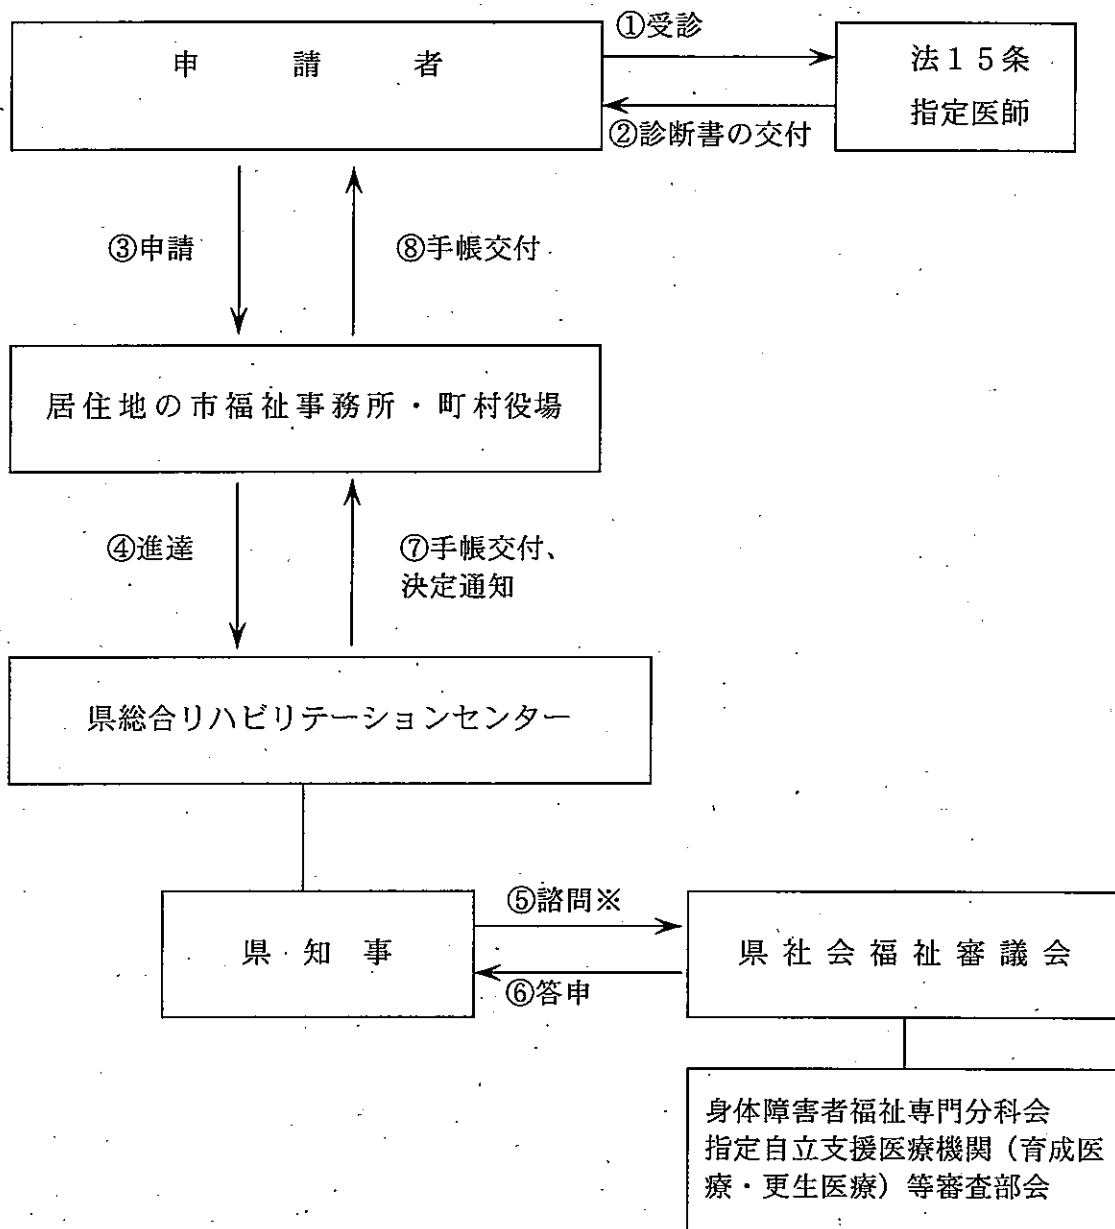 ①受診
申請者
法15条
指定医師
②診断書の交付
③申請
⑧手帳交付
居住地の市福祉事務所・町村役場
④進達
⑦手帳交付、
決定通知
県総合リハビリテーションセンター
⑤諮問※
県知事
県社会福祉審議会
⑥答申
身体障害者福祉専門分科会
指定自立支援医療機関（育成医
療・更生医療）等審査部会